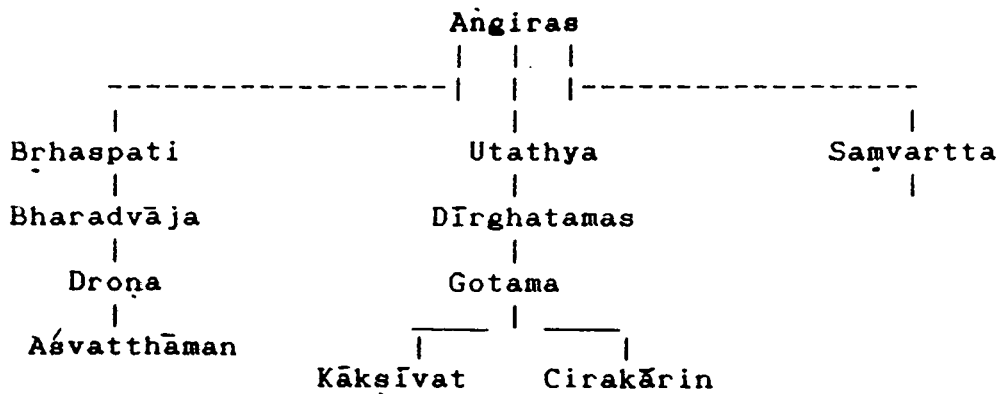 Aṅgiras
Bṛhaspati Utathya Saṃvartta
Bharadvāja Dīrghatamas
Droṇa Gotama
Aśvatthāman
Kākṣīvat Cirakārin